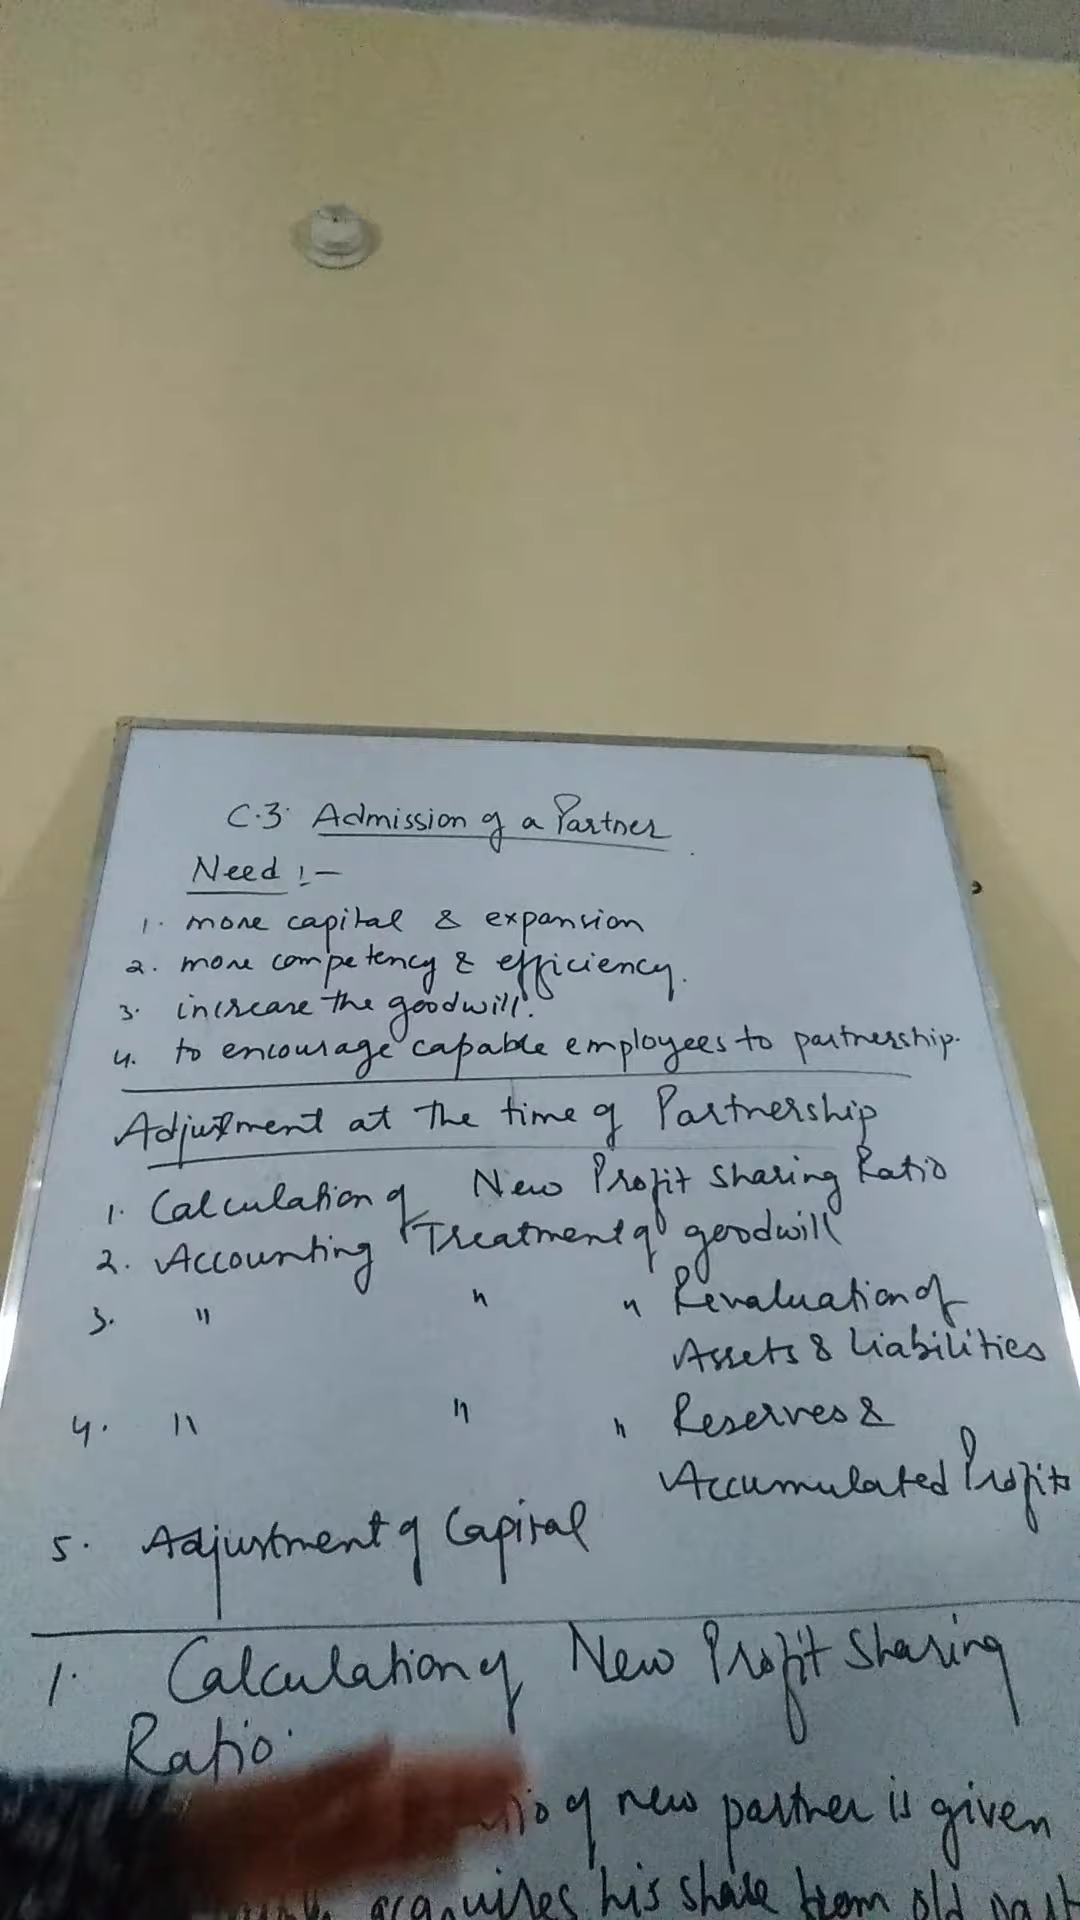 C.3. Admission of a Partner
Need :-
1. more capital & expansion
2. more competency & efficiency.
3. increase the goodwill.
4. to encourage capable employees to partnership.
Adjustment at the time of Partnership
1. Calculation of New Profit Sharing Ratio
2. Accounting Treatment of goodwill
3. " " " Revaluation of
Assets & Liabilities
4. " " " Reserves &
Accumulated Profits
5. Adjustment of Capital
1. Calculation of New Profit Sharing
Ratio.
of new partner is given
acquires his share from old